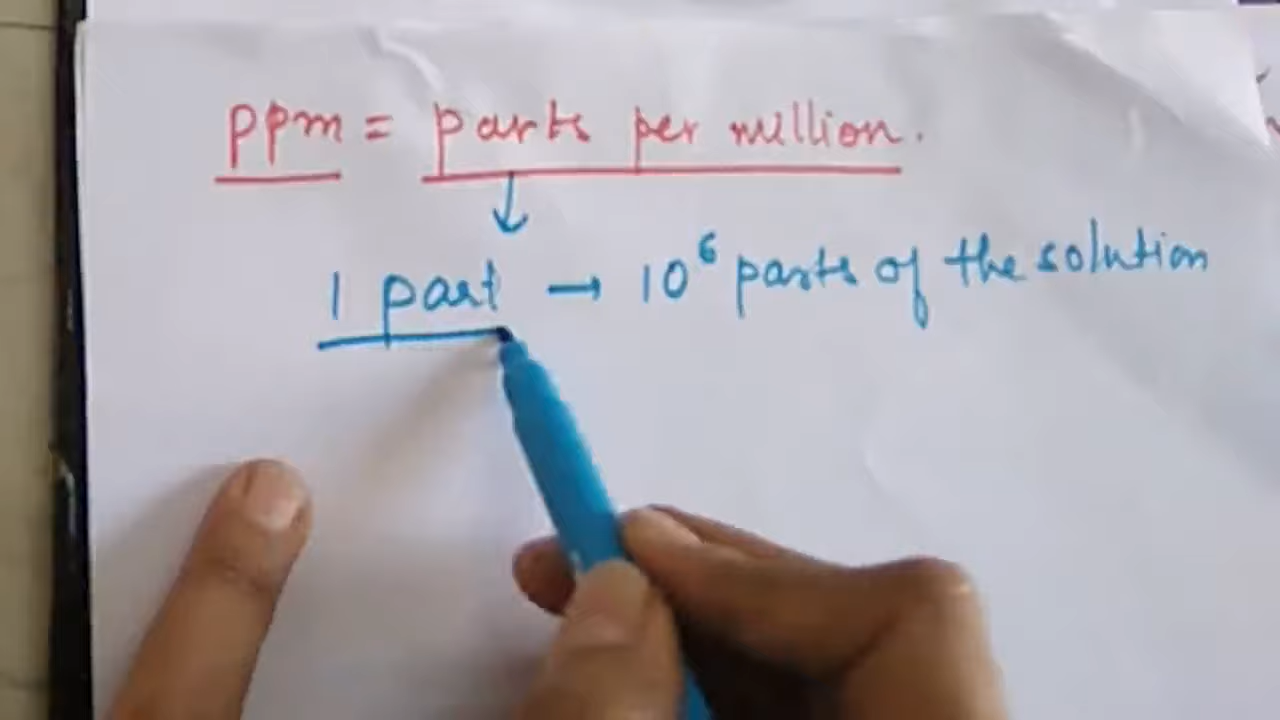 ppm = parts per million.
↓
1 part → 10⁶ parts of the solution